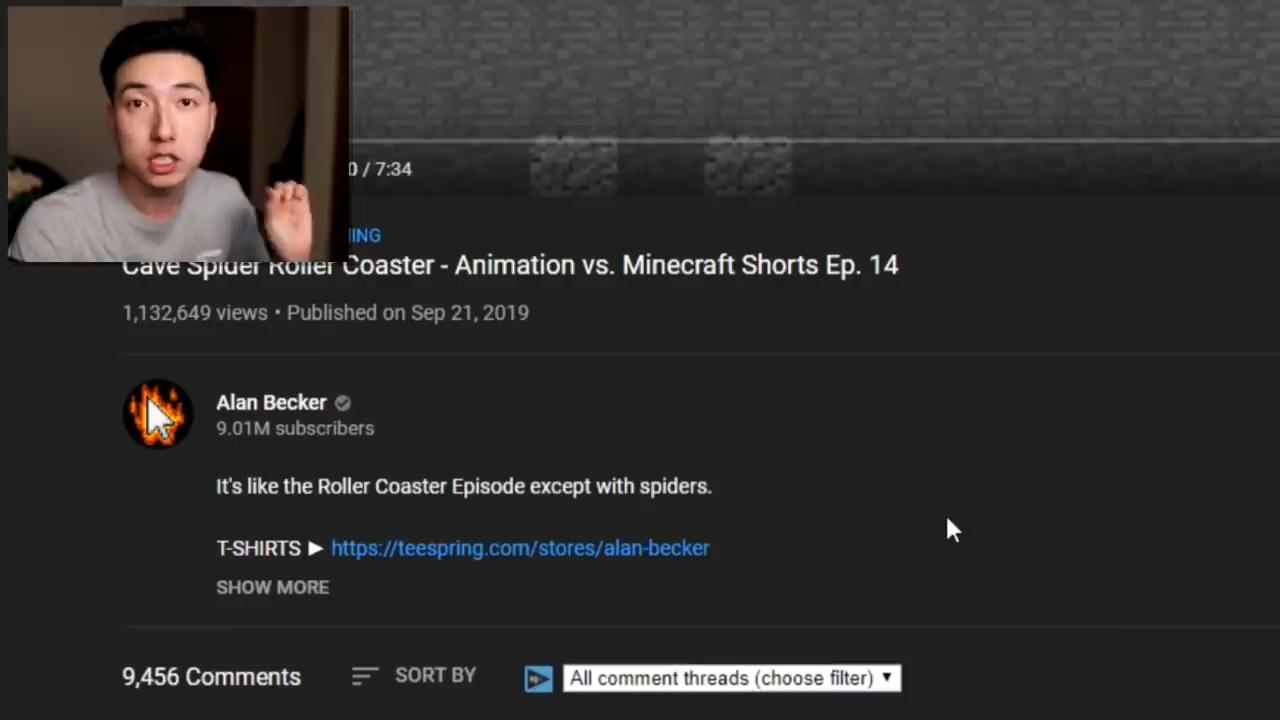 0 / 7:34
ING
Cave Spider Roller Coaster - Animation vs. Minecraft Shorts Ep. 14
1,132,649 views • Published on Sep 21, 2019
Alan Becker
9.01M subscribers
It's like the Roller Coaster Episode except with spiders.
T-SHIRTS ► https://teespring.com/stores/alan-becker
SHOW MORE
9,456 Comments SORT BY All comment threads (choose filter) ▼